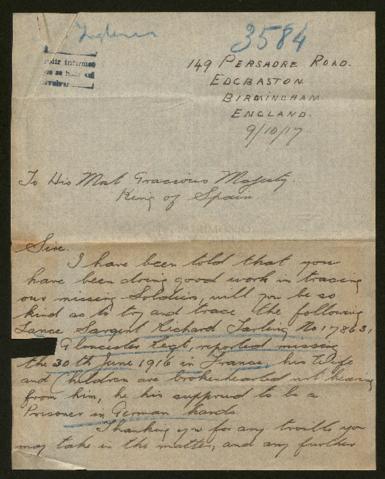 Inglesa
3584
149 PERSHORE ROAD.
EDGBASTON
BIRMINGHAM
ENGLAND.
9/10/17
To His Most Gracious Majesty.
King of Spain
Sire.
I have been told that you
have been doing good work in tracing
our missing Soldiers, will you be so
kind as to try and trace the following
Lance Sargent Richard Tarling No 17863,
Gloucester Regt, reported missing
the 30th June 1916 in France, his Wife
and Children are brokenhearted not hearing
from him, he his supposed to be a
Prisoner in German hands
Thanking you for any trouble you
may take in the matter, and any further